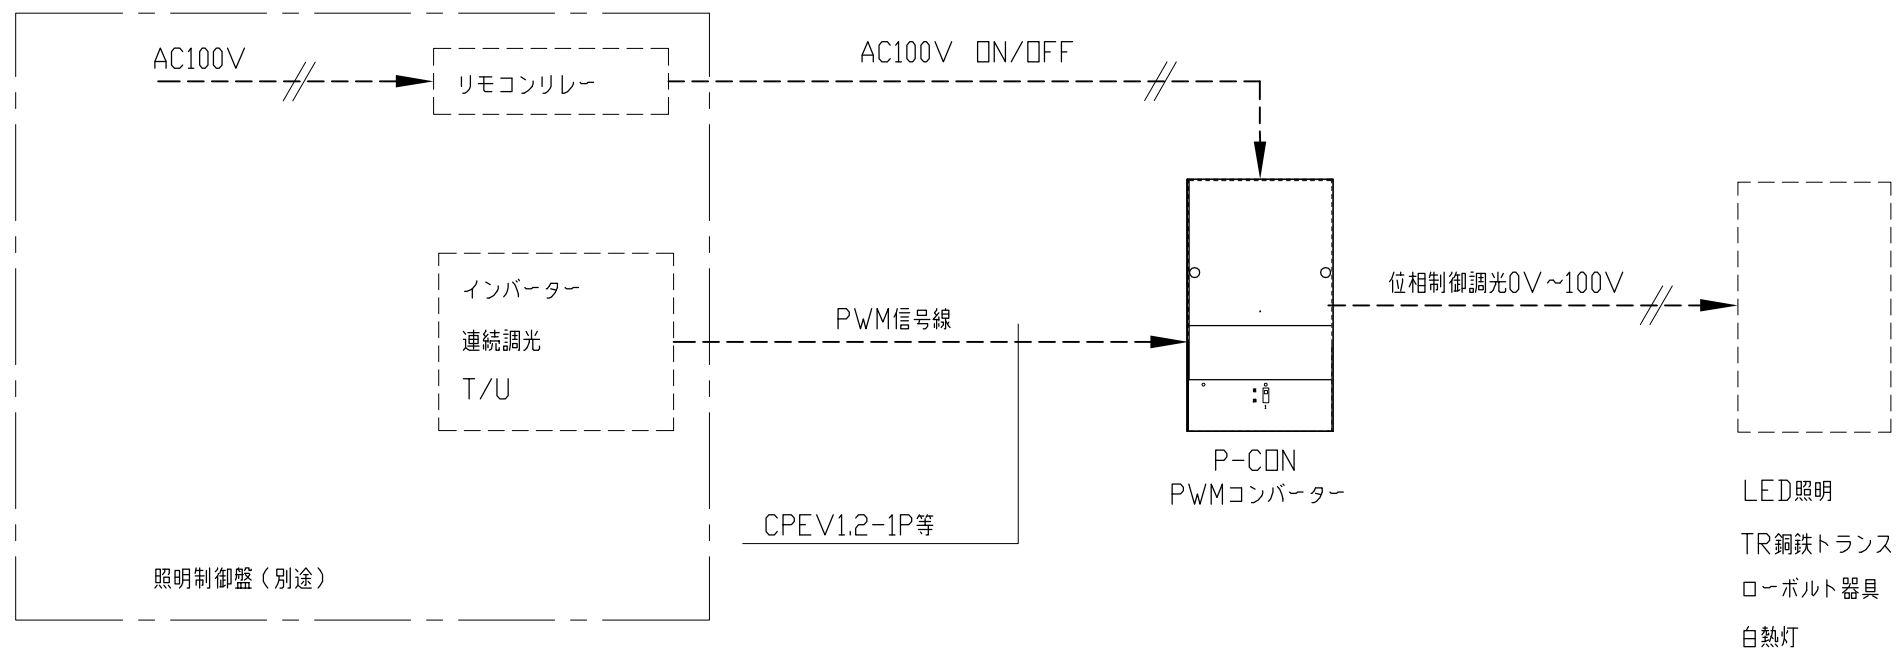 AC100V
リモコンリレー
AC100V ON/OFF
インバーター
連続調光
T/U
PWM信号線
位相制御調光0V～100V
P-CON
PWMコンバーター
CPEV1.2-1P等
照明制御盤（別途）
LED照明
TR銅鉄トランス
ローボルト器具
白熱灯